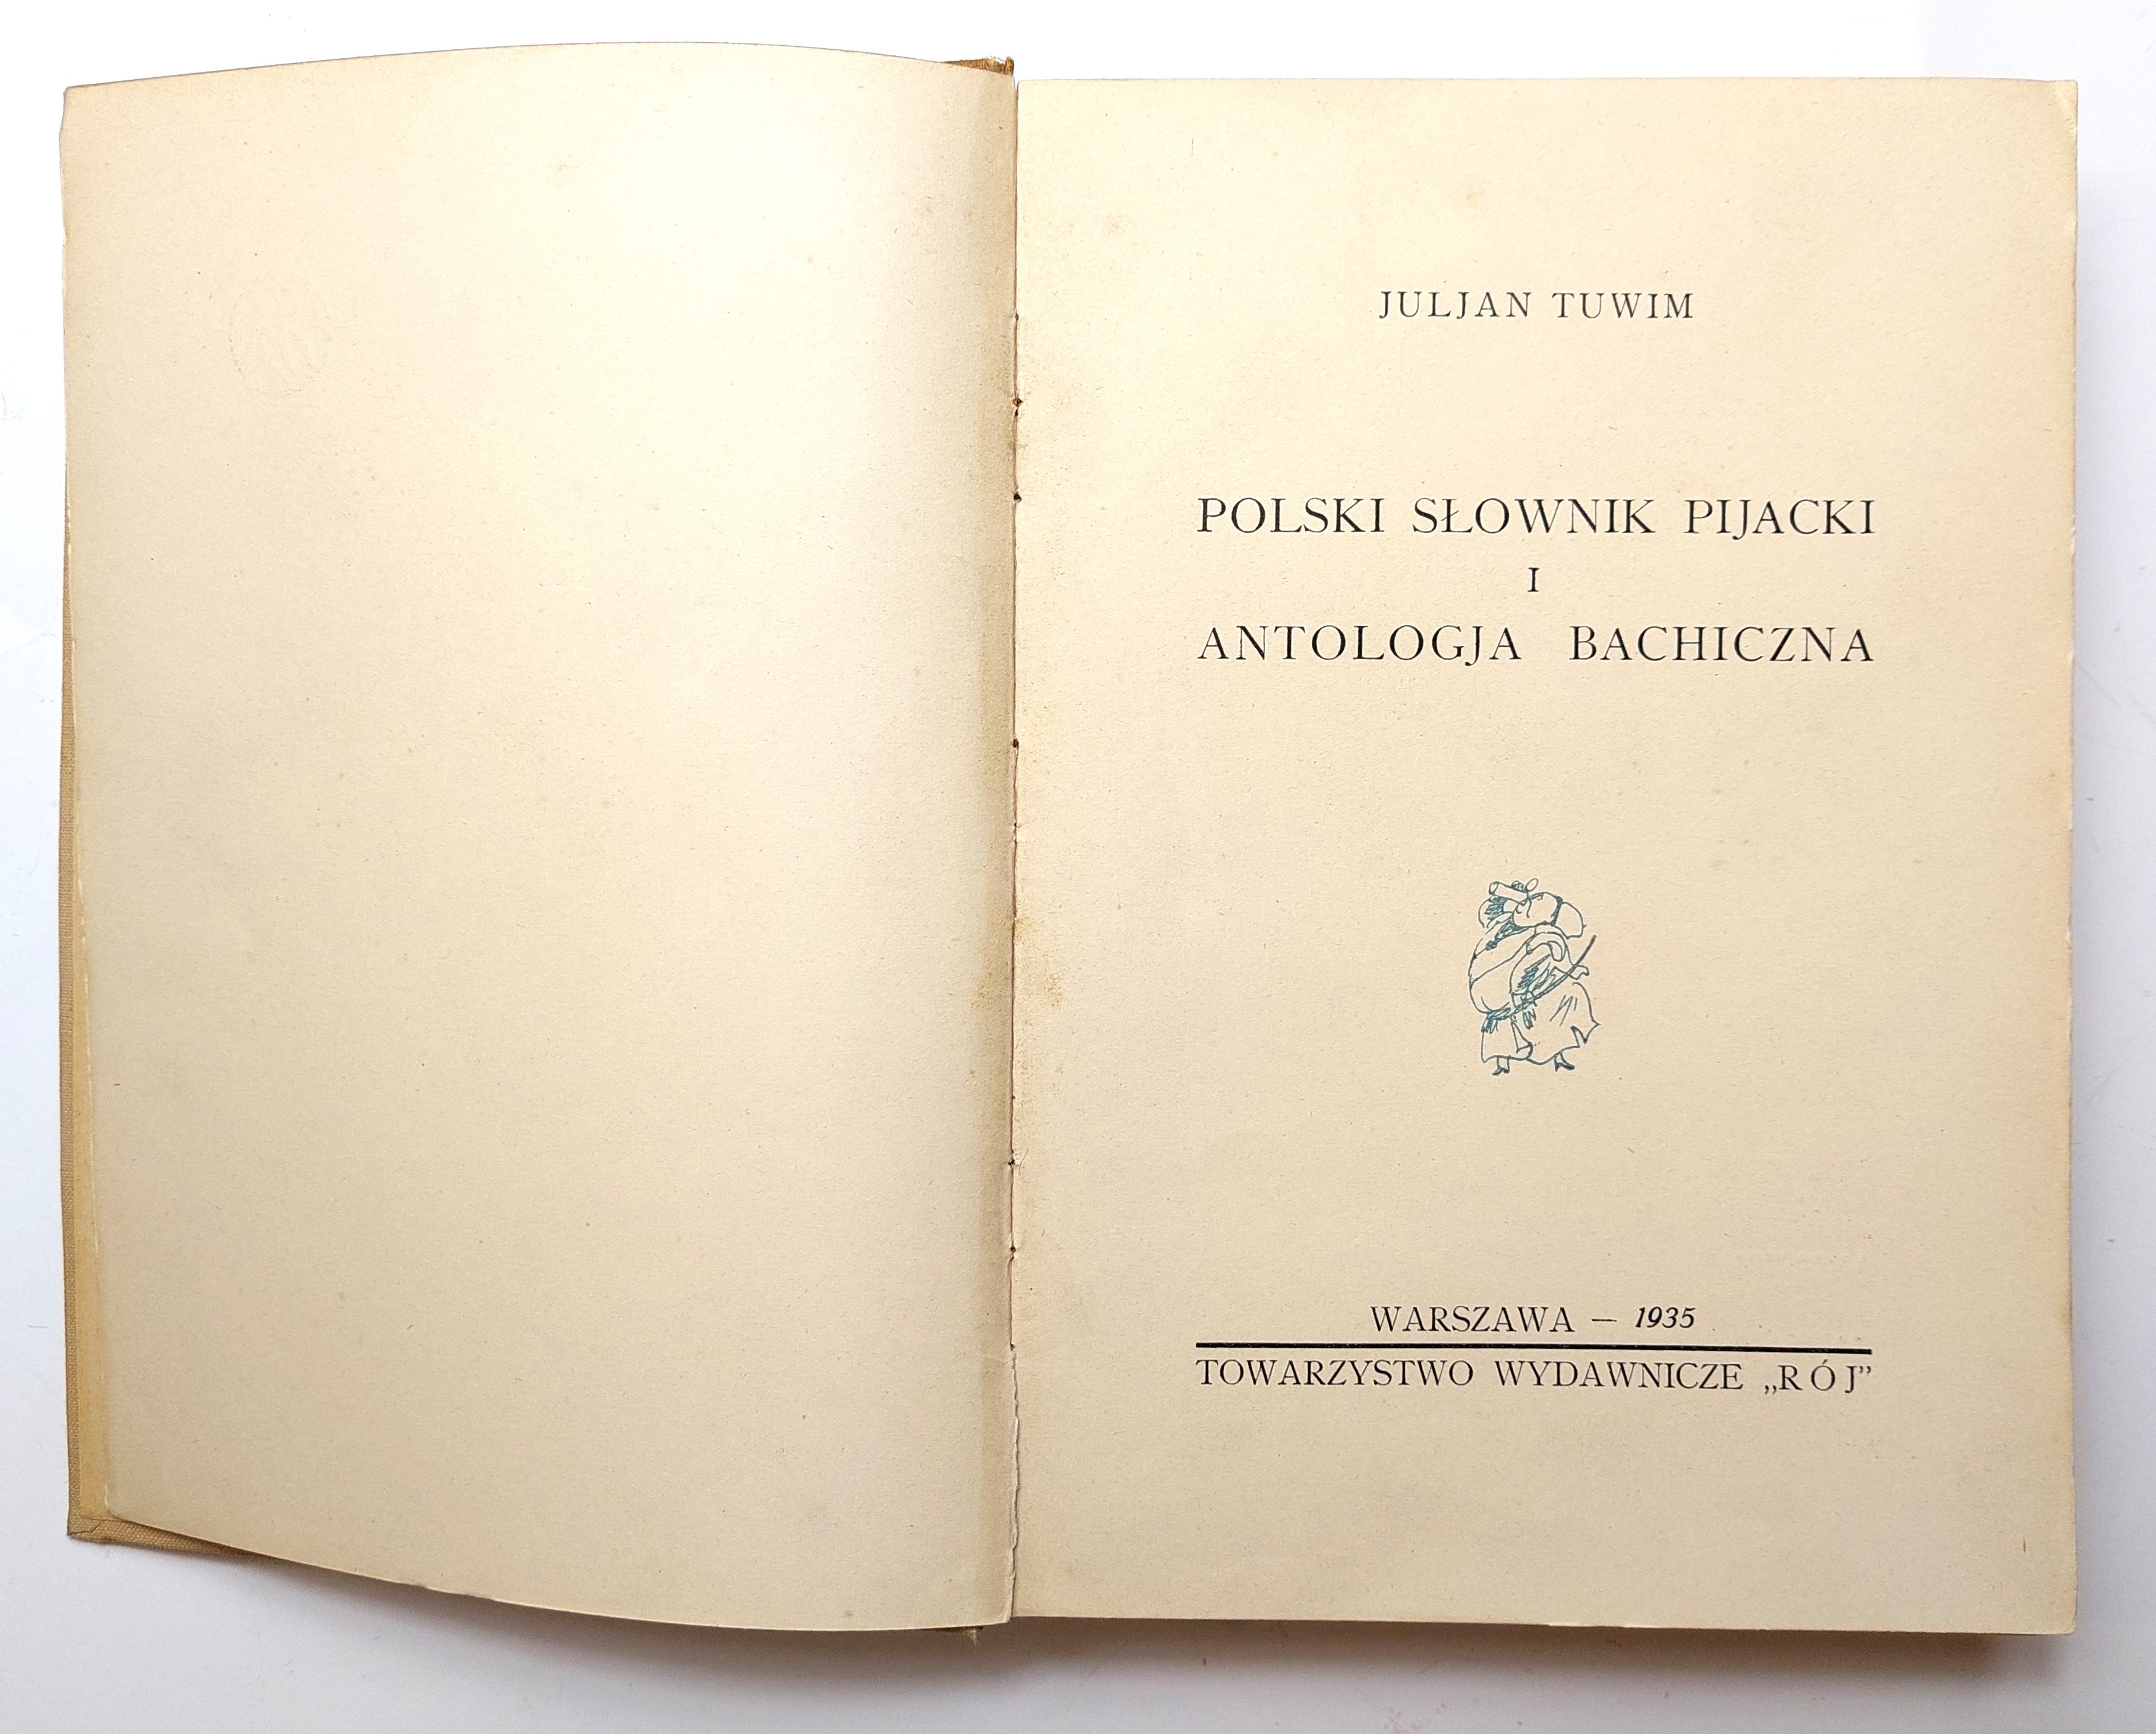 JULJAN TUWIM
POLSKI SŁOWNIK PIJACKI
I
ANTOLOGJA BACHICZNA
WARSZAWA — 1935
TOWARZYSTWO WYDAWNICZE „RÓJ”